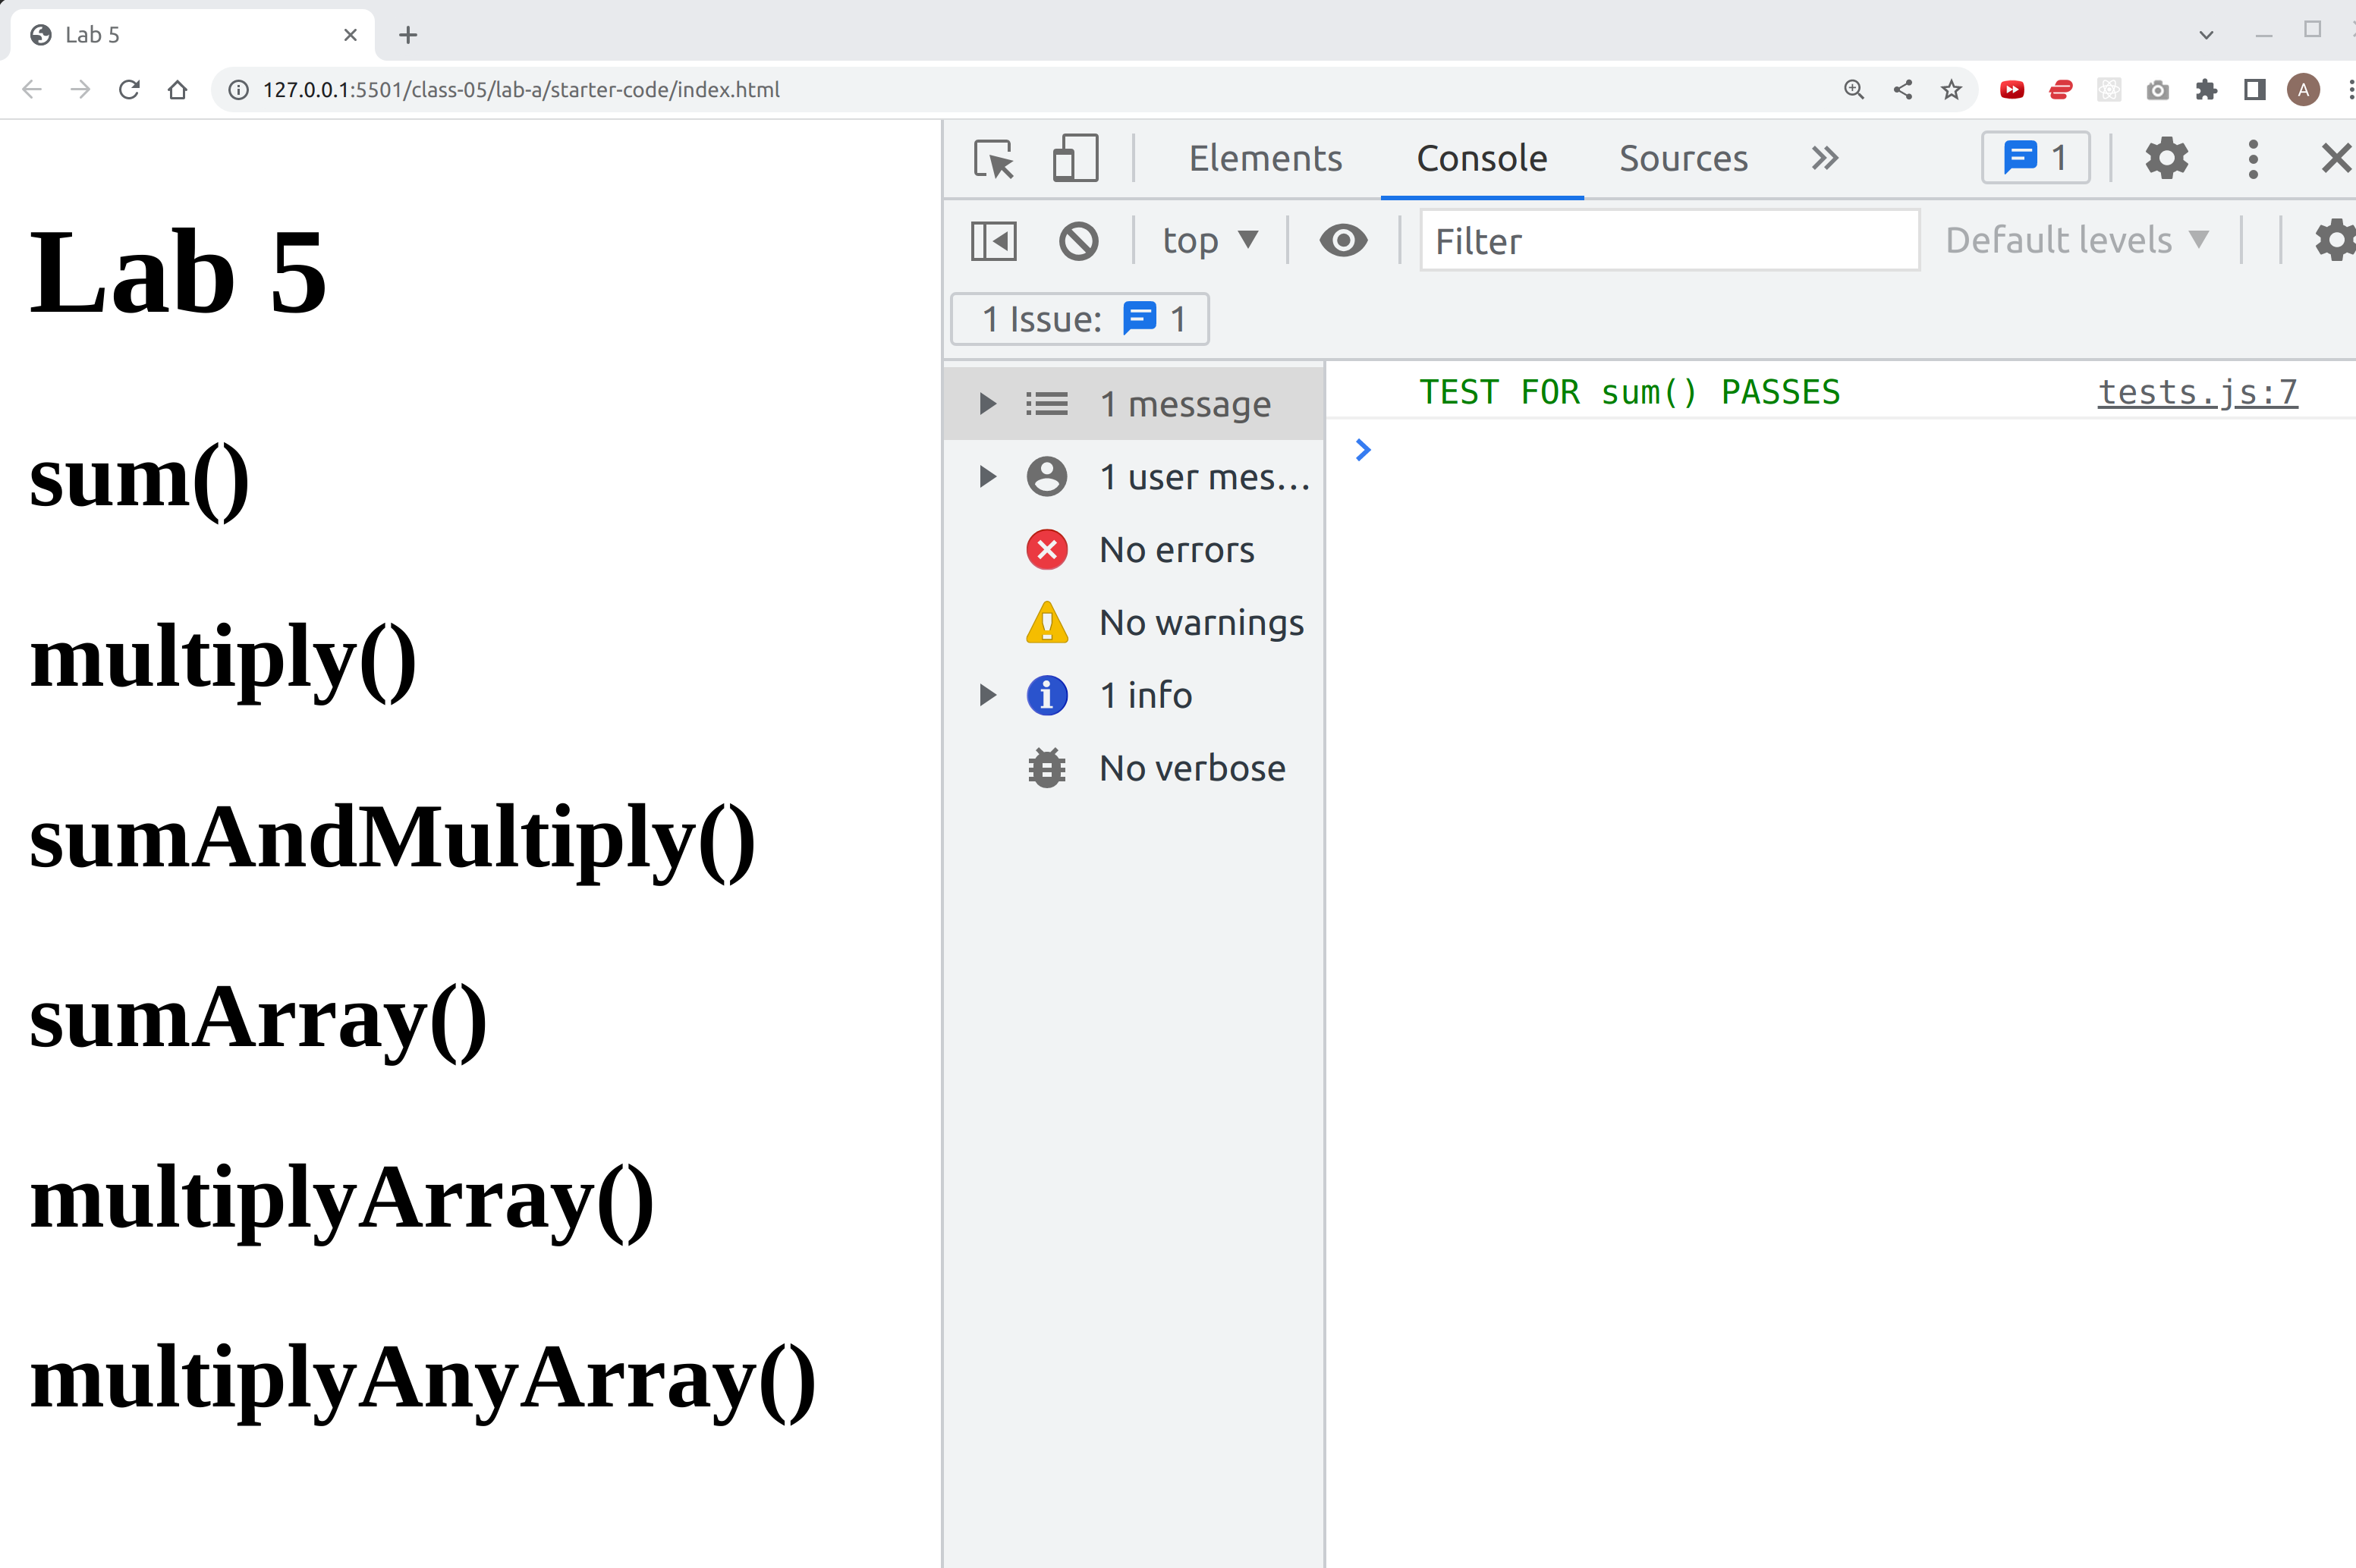 Lab 5
127.0.0.1:5501/class-05/lab-a/starter-code/index.html
A
Lab 5
sum()
multiply()
sumAndMultiply()
sumArray()
multiplyArray()
multiplyAnyArray()
Elements Console Sources 1
top Filter Default levels
1 Issue: 1
1 message
1 user mes…
No errors
No warnings
1 info
No verbose
TEST FOR sum() PASSES tests.js:7